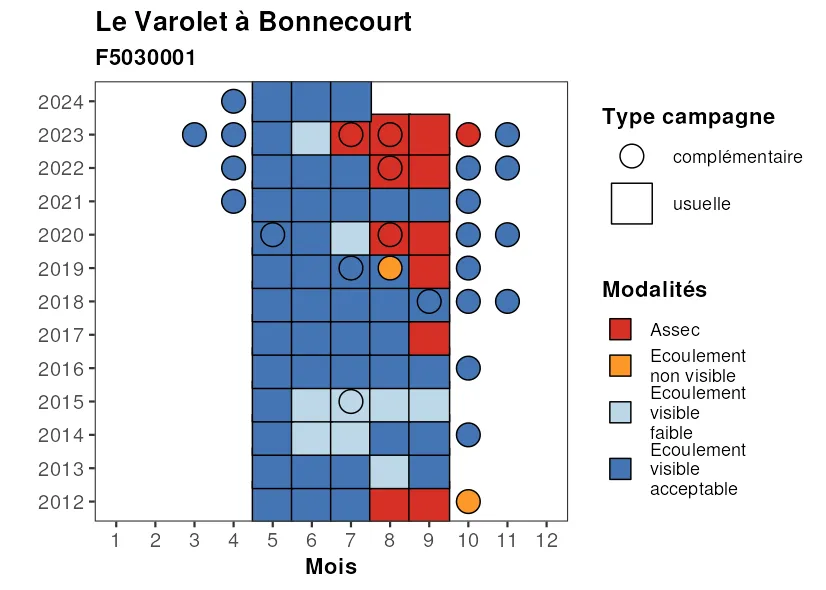 Le Varolet à Bonnecourt
F5030001
2024
2023
2022
2021
2020
2019
2018
2017
2016
2015
2014
2013
2012
1 2 3 4 5 6 7 8 9 10 11 12
Mois
Type campagne
complémentaire
usuelle
Modalités
Assec
Ecoulement
non visible
Ecoulement
visible
faible
Ecoulement
visible
acceptable